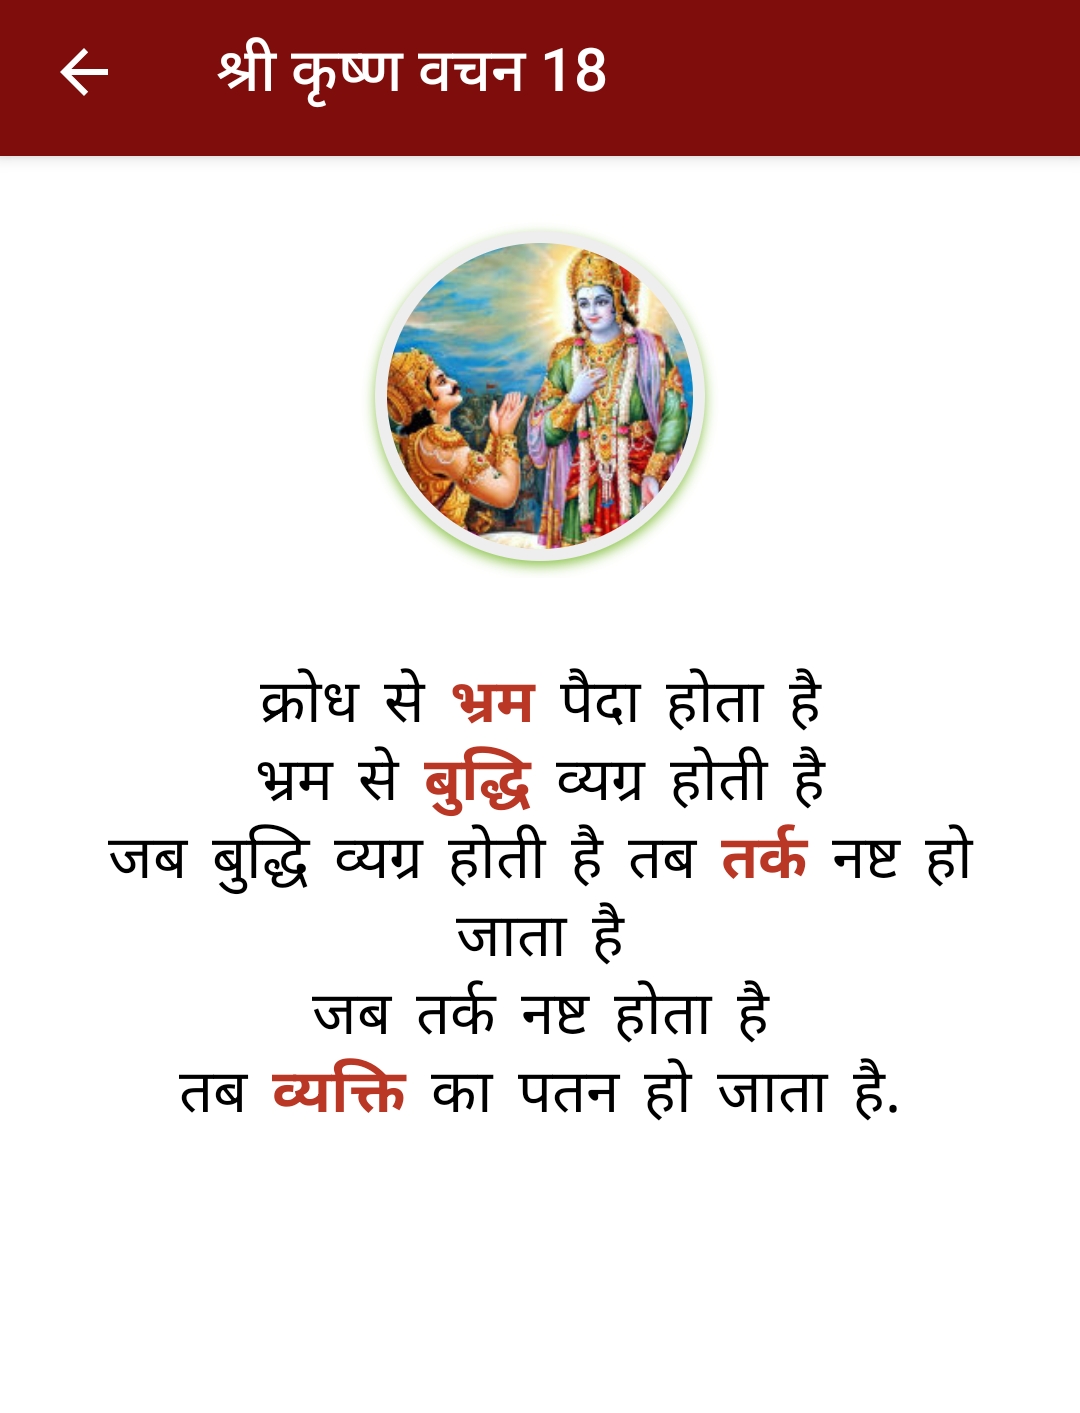 श्री कृष्ण वचन 18
क्रोध से भ्रम पैदा होता है
भ्रम से बुद्धि व्यग्र होती है
जब बुद्धि व्यग्र होती है तब तर्क नष्ट हो
जाता है
जब तर्क नष्ट होता है
तब व्यक्ति का पतन हो जाता है.